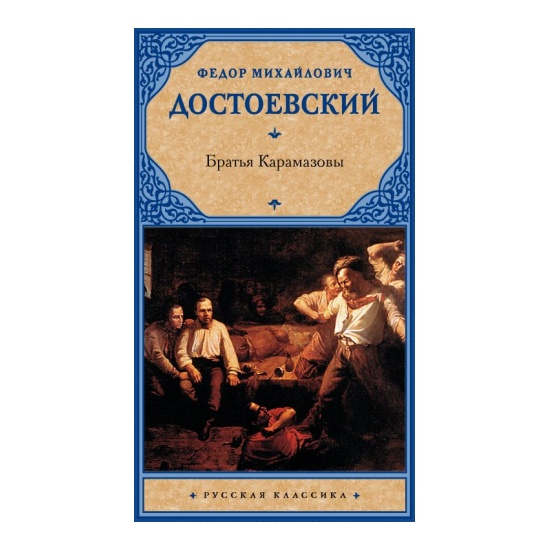 ФЕДОР МИХАЙЛОВИЧ
ДОСТОЕВСКИЙ
Братья Карамазовы
РУССКАЯ КЛАССИКА